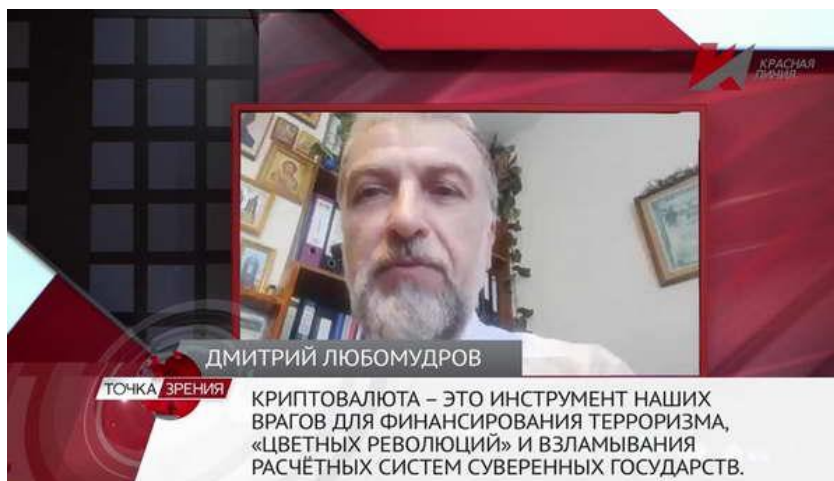 КРАСНАЯ
ЛИНИЯ
ДМИТРИЙ ЛЮБОМУДРОВ
ТОЧКА ЗРЕНИЯ
КРИПТОВАЛЮТА – ЭТО ИНСТРУМЕНТ НАШИХ
ВРАГОВ ДЛЯ ФИНАНСИРОВАНИЯ ТЕРРОРИЗМА,
«ЦВЕТНЫХ РЕВОЛЮЦИЙ» И ВЗЛАМЫВАНИЯ
РАСЧЁТНЫХ СИСТЕМ СУВЕРЕННЫХ ГОСУДАРСТВ.